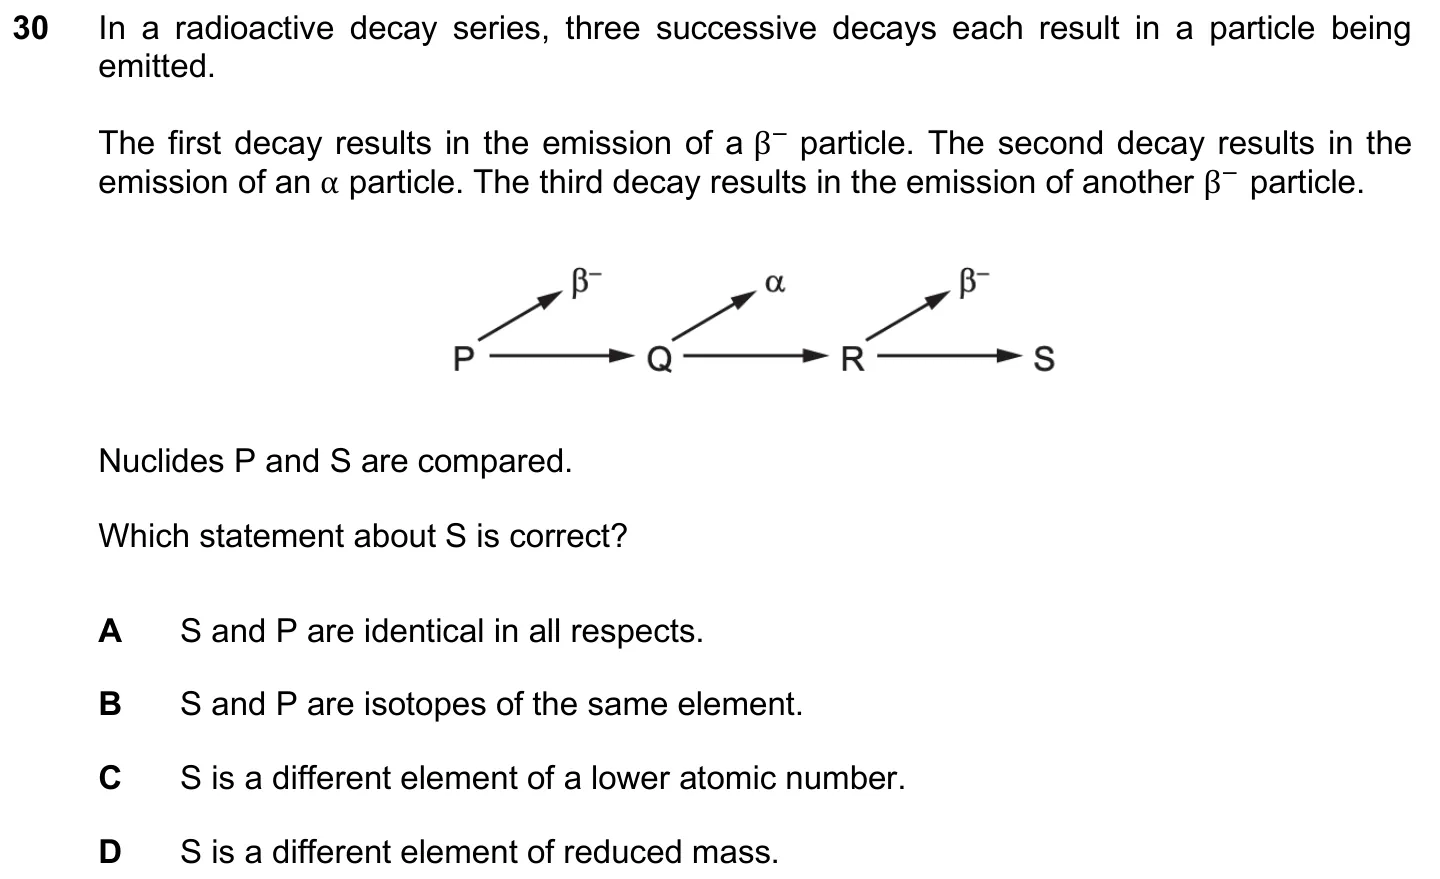 30 In a radioactive decay series, three successive decays each result in a particle being
emitted.
The first decay results in the emission of a β⁻ particle. The second decay results in the
emission of an α particle. The third decay results in the emission of another β⁻ particle.
β⁻ α β⁻
P Q R S
Nuclides P and S are compared.
Which statement about S is correct?
A S and P are identical in all respects.
B S and P are isotopes of the same element.
C S is a different element of a lower atomic number.
D S is a different element of reduced mass.